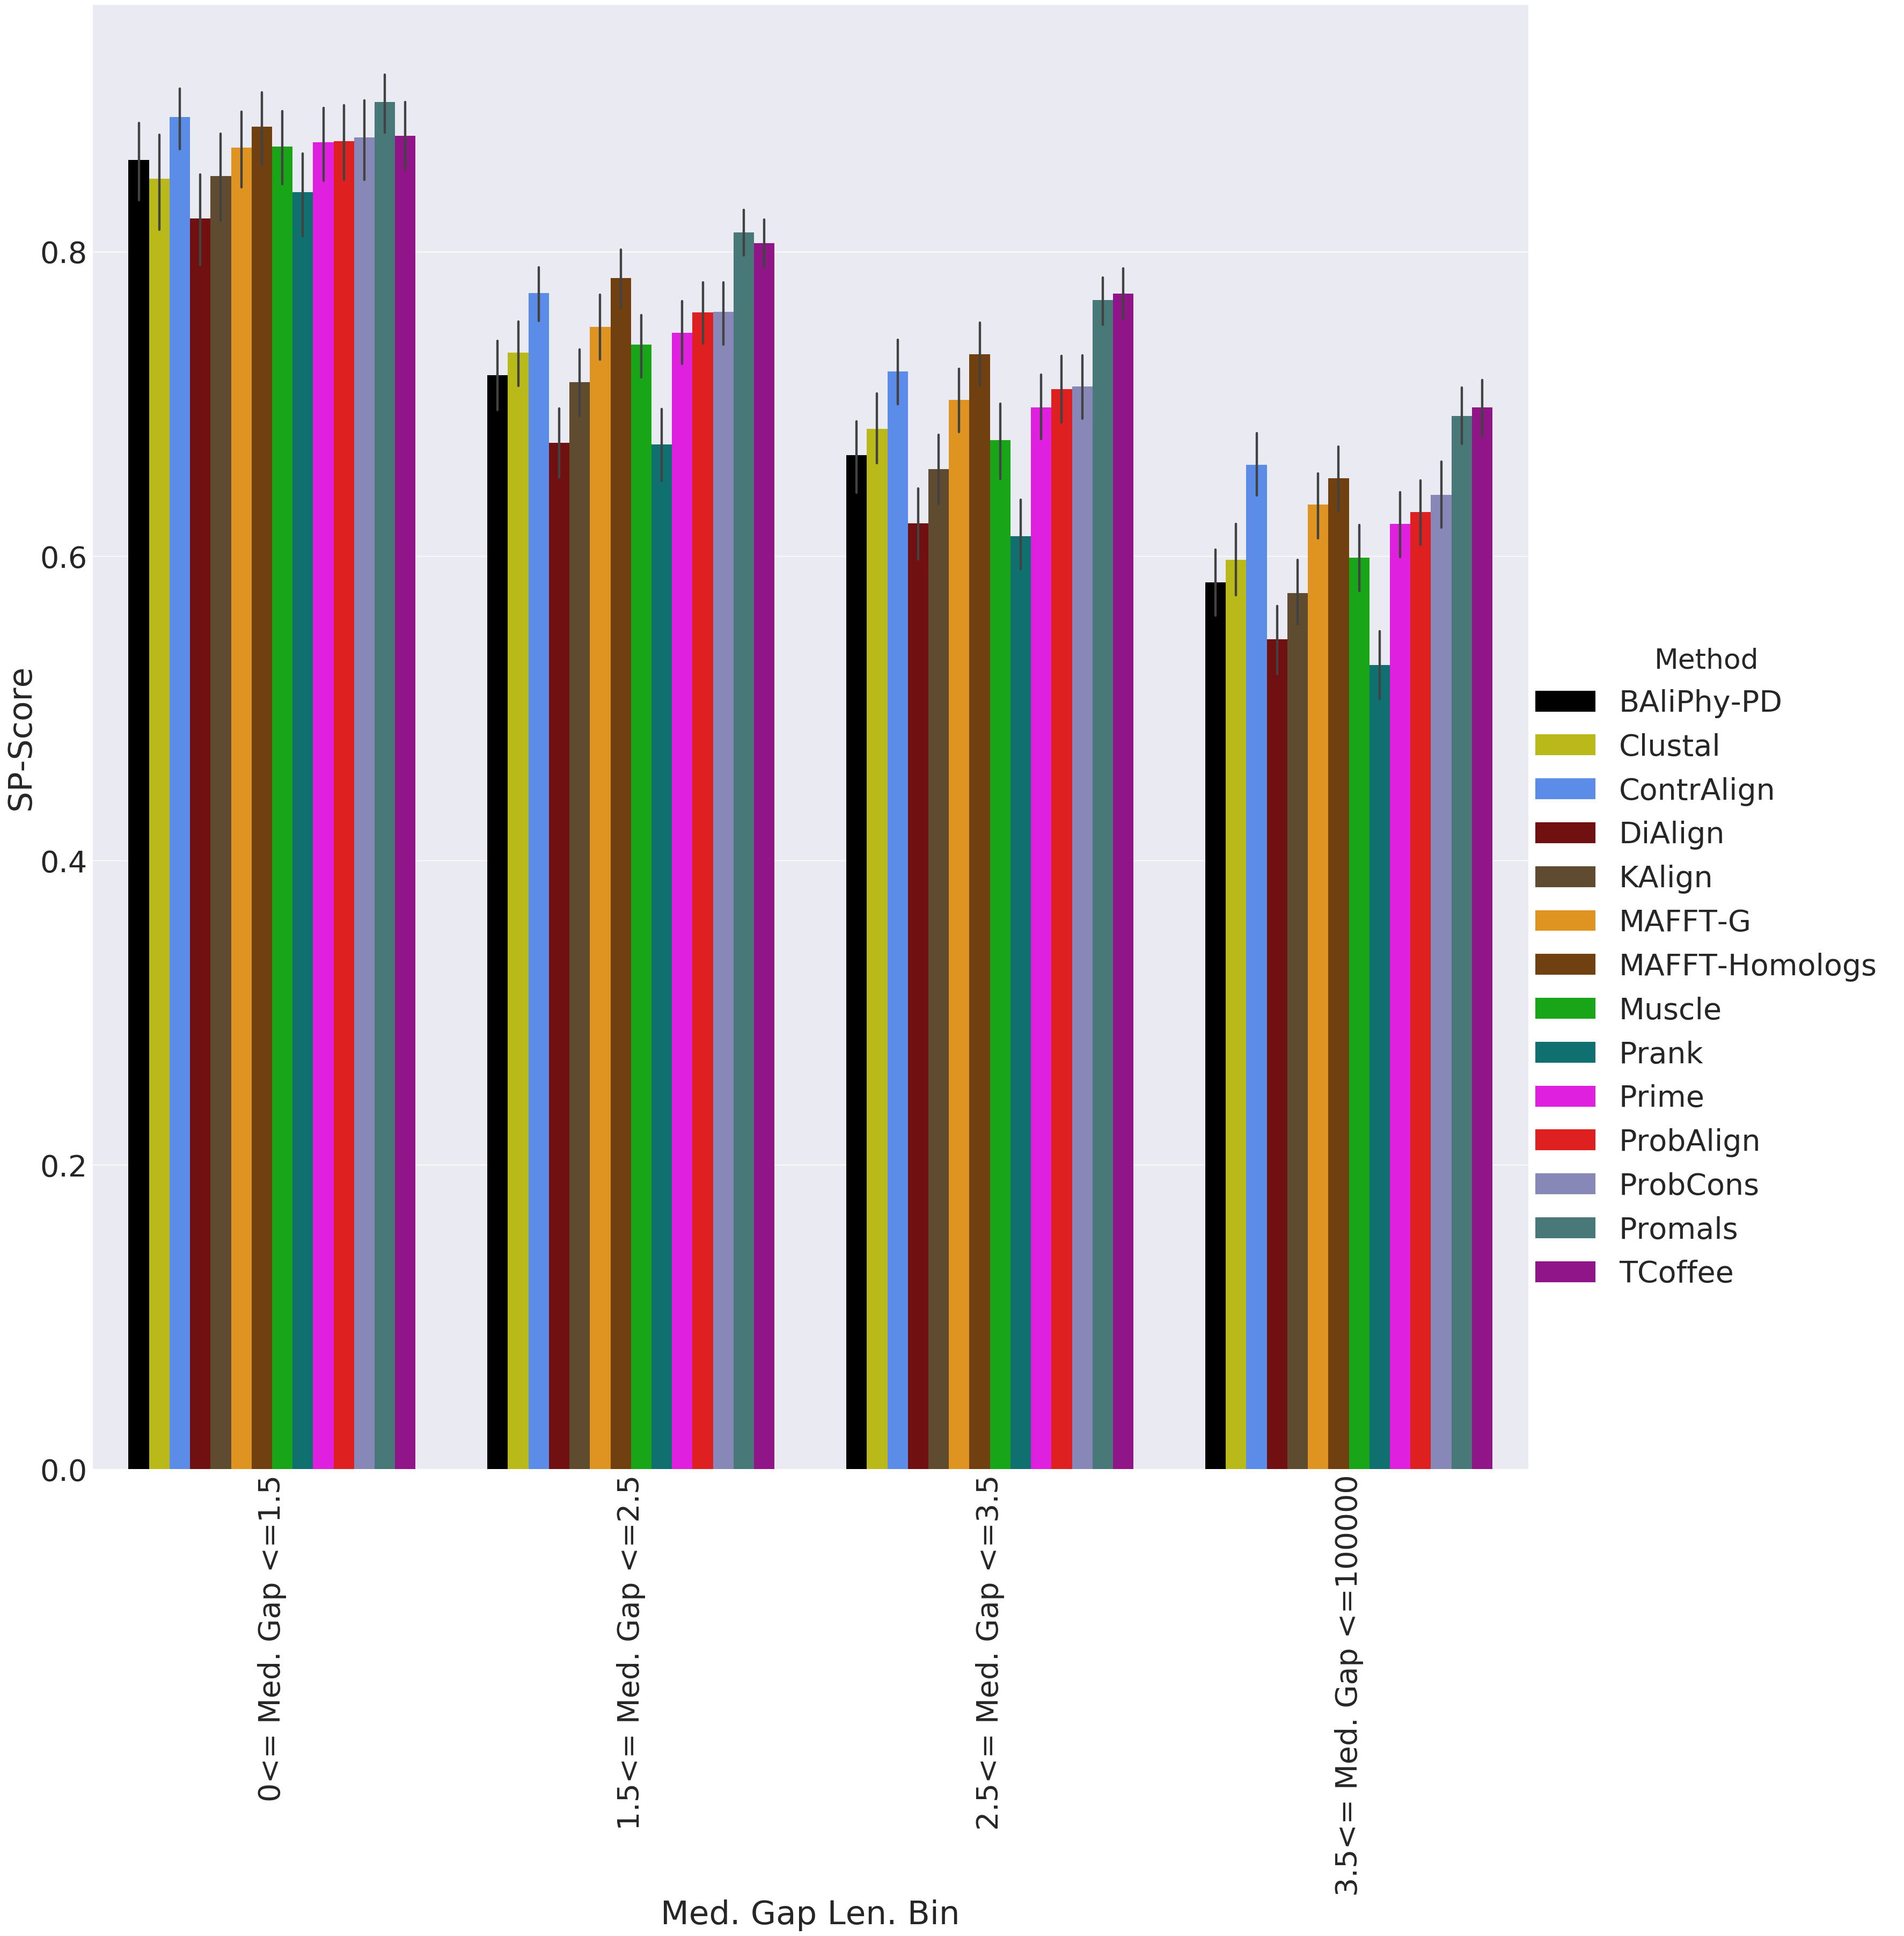 SP-Score
0.8
0.6
0.4
0.2
0.0
0<= Med. Gap <=1.5
1.5<= Med. Gap <=2.5
2.5<= Med. Gap <=3.5
3.5<= Med. Gap <=100000
Med. Gap Len. Bin
Method
BAliPhy-PD
Clustal
ContrAlign
DiAlign
KAlign
MAFFT-G
MAFFT-Homologs
Muscle
Prank
Prime
ProbAlign
ProbCons
Promals
TCoffee